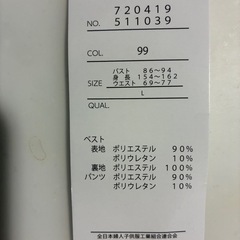 720419
NO. 511039
COL. 99
バスト 86~94
身長 154~162
SIZE ウエスト 69~77
L
QUAL.
ベスト
表地 ポリエステル 90%
ポリウレタン 10%
裏地 ポリエステル 100%
パンツ ポリエステル 90%
ポリウレタン 10%
全日本婦人子供服工業組合連合会